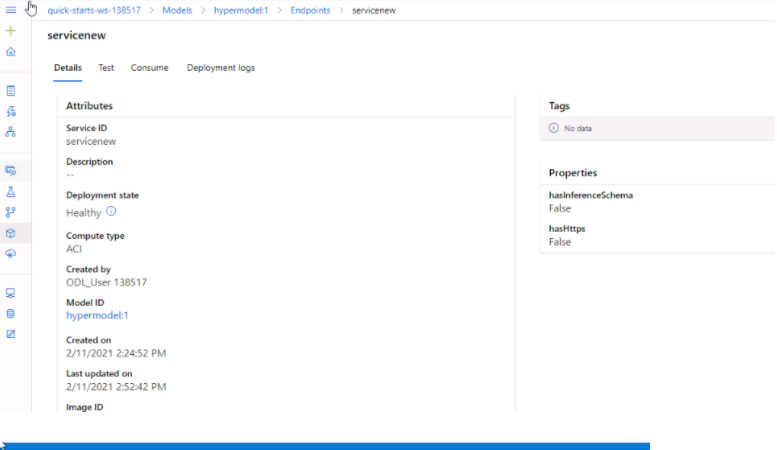 quick-starts-ws-138517 > Models > hypermodel:1 > Endpoints > servicenew
servicenew
Details Test Consume Deployment logs
Attributes
Service ID
servicenew
Description
--
Deployment state
Healthy
Compute type
ACI
Created by
ODL_User 138517
Model ID
hypermodel:1
Created on
2/11/2021 2:24:52 PM
Last updated on
2/11/2021 2:52:42 PM
Image ID
Tags
No data
Properties
hasInferenceSchema
False
hasHttps
False